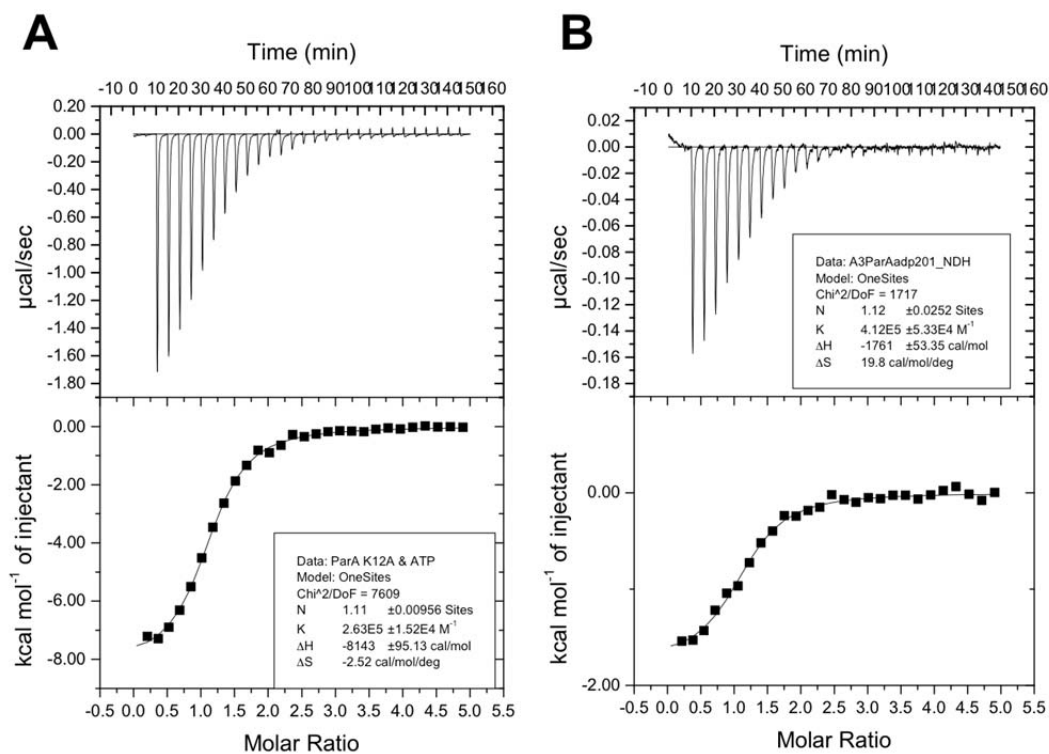 A
Time (min)
-10 0 10 20 30 40 50 60 70 80 90 100 110 120 130 140 150 160
0.20
0.00
-0.20
-0.40
-0.60
-0.80
-1.00
-1.20
-1.40
-1.60
-1.80
µcal/sec
0.00
-2.00
-4.00
-6.00
-8.00
kcal mol⁻¹ of injectant
Data: ParA K12A & ATP
Model: OneSites
Chi^2/DoF = 7609
N 1.11 ±0.00956 Sites
K 2.63E5 ±1.52E4 M⁻¹
ΔH -8143 ±95.13 cal/mol
ΔS -2.52 cal/mol/deg
-0.5 0.0 0.5 1.0 1.5 2.0 2.5 3.0 3.5 4.0 4.5 5.0 5.5
Molar Ratio
B
Time (min)
-10 0 10 20 30 40 50 60 70 80 90 100 110 120 130 140 150 160
0.02
0.00
-0.02
-0.04
-0.06
-0.08
-0.10
-0.12
-0.14
-0.16
-0.18
µcal/sec
Data: A3ParAadp201_NDH
Model: OneSites
Chi^2/DoF = 1717
N 1.12 ±0.0252 Sites
K 4.12E5 ±5.33E4 M⁻¹
ΔH -1761 ±53.35 cal/mol
ΔS 19.8 cal/mol/deg
0.00
-2.00
kcal mol⁻¹ of injectant
-0.5 0.0 0.5 1.0 1.5 2.0 2.5 3.0 3.5 4.0 4.5 5.0 5.5
Molar Ratio